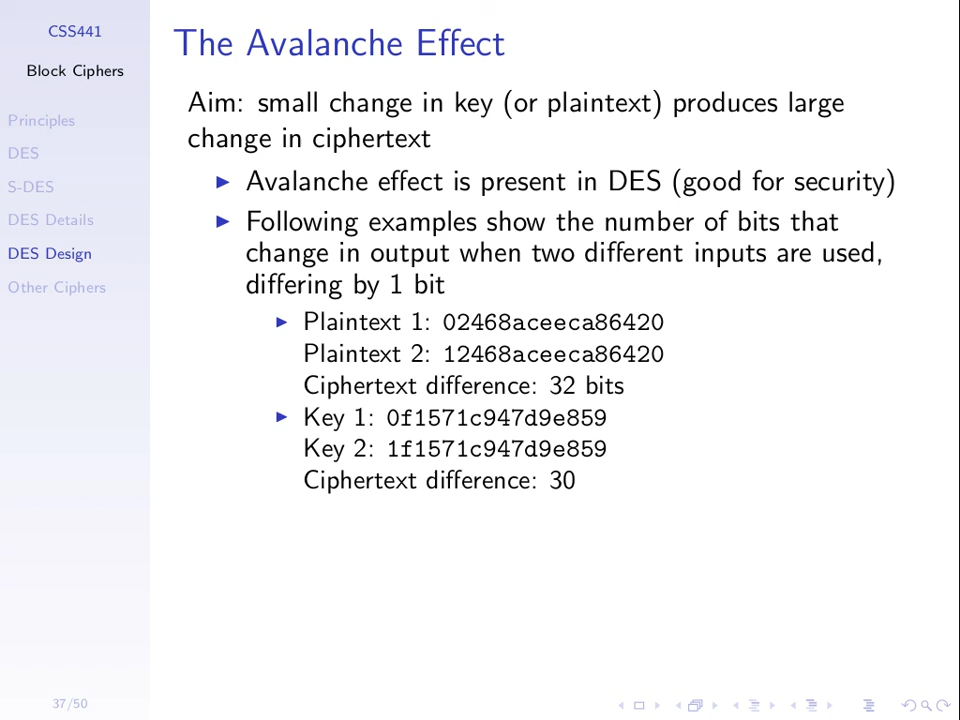 CSS441
Block Ciphers
Principles
DES
S-DES
DES Details
DES Design
Other Ciphers
37/50
The Avalanche Effect
Aim: small change in key (or plaintext) produces large
change in ciphertext
▶ Avalanche effect is present in DES (good for security)
▶ Following examples show the number of bits that
change in output when two different inputs are used,
differing by 1 bit
▶ Plaintext 1: 02468aceeca86420
Plaintext 2: 12468aceeca86420
Ciphertext difference: 32 bits
▶ Key 1: 0f1571c947d9e859
Key 2: 1f1571c947d9e859
Ciphertext difference: 30